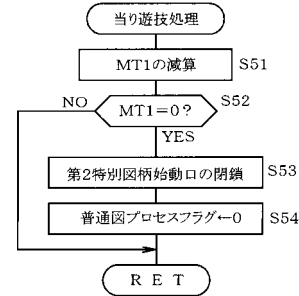 当り遊技処理
MT1の減算 S51
MT1=0? S52
NO
YES
第2特別図柄始動口の閉鎖 S53
普通図プロセスフラグ←0 S54
R E T